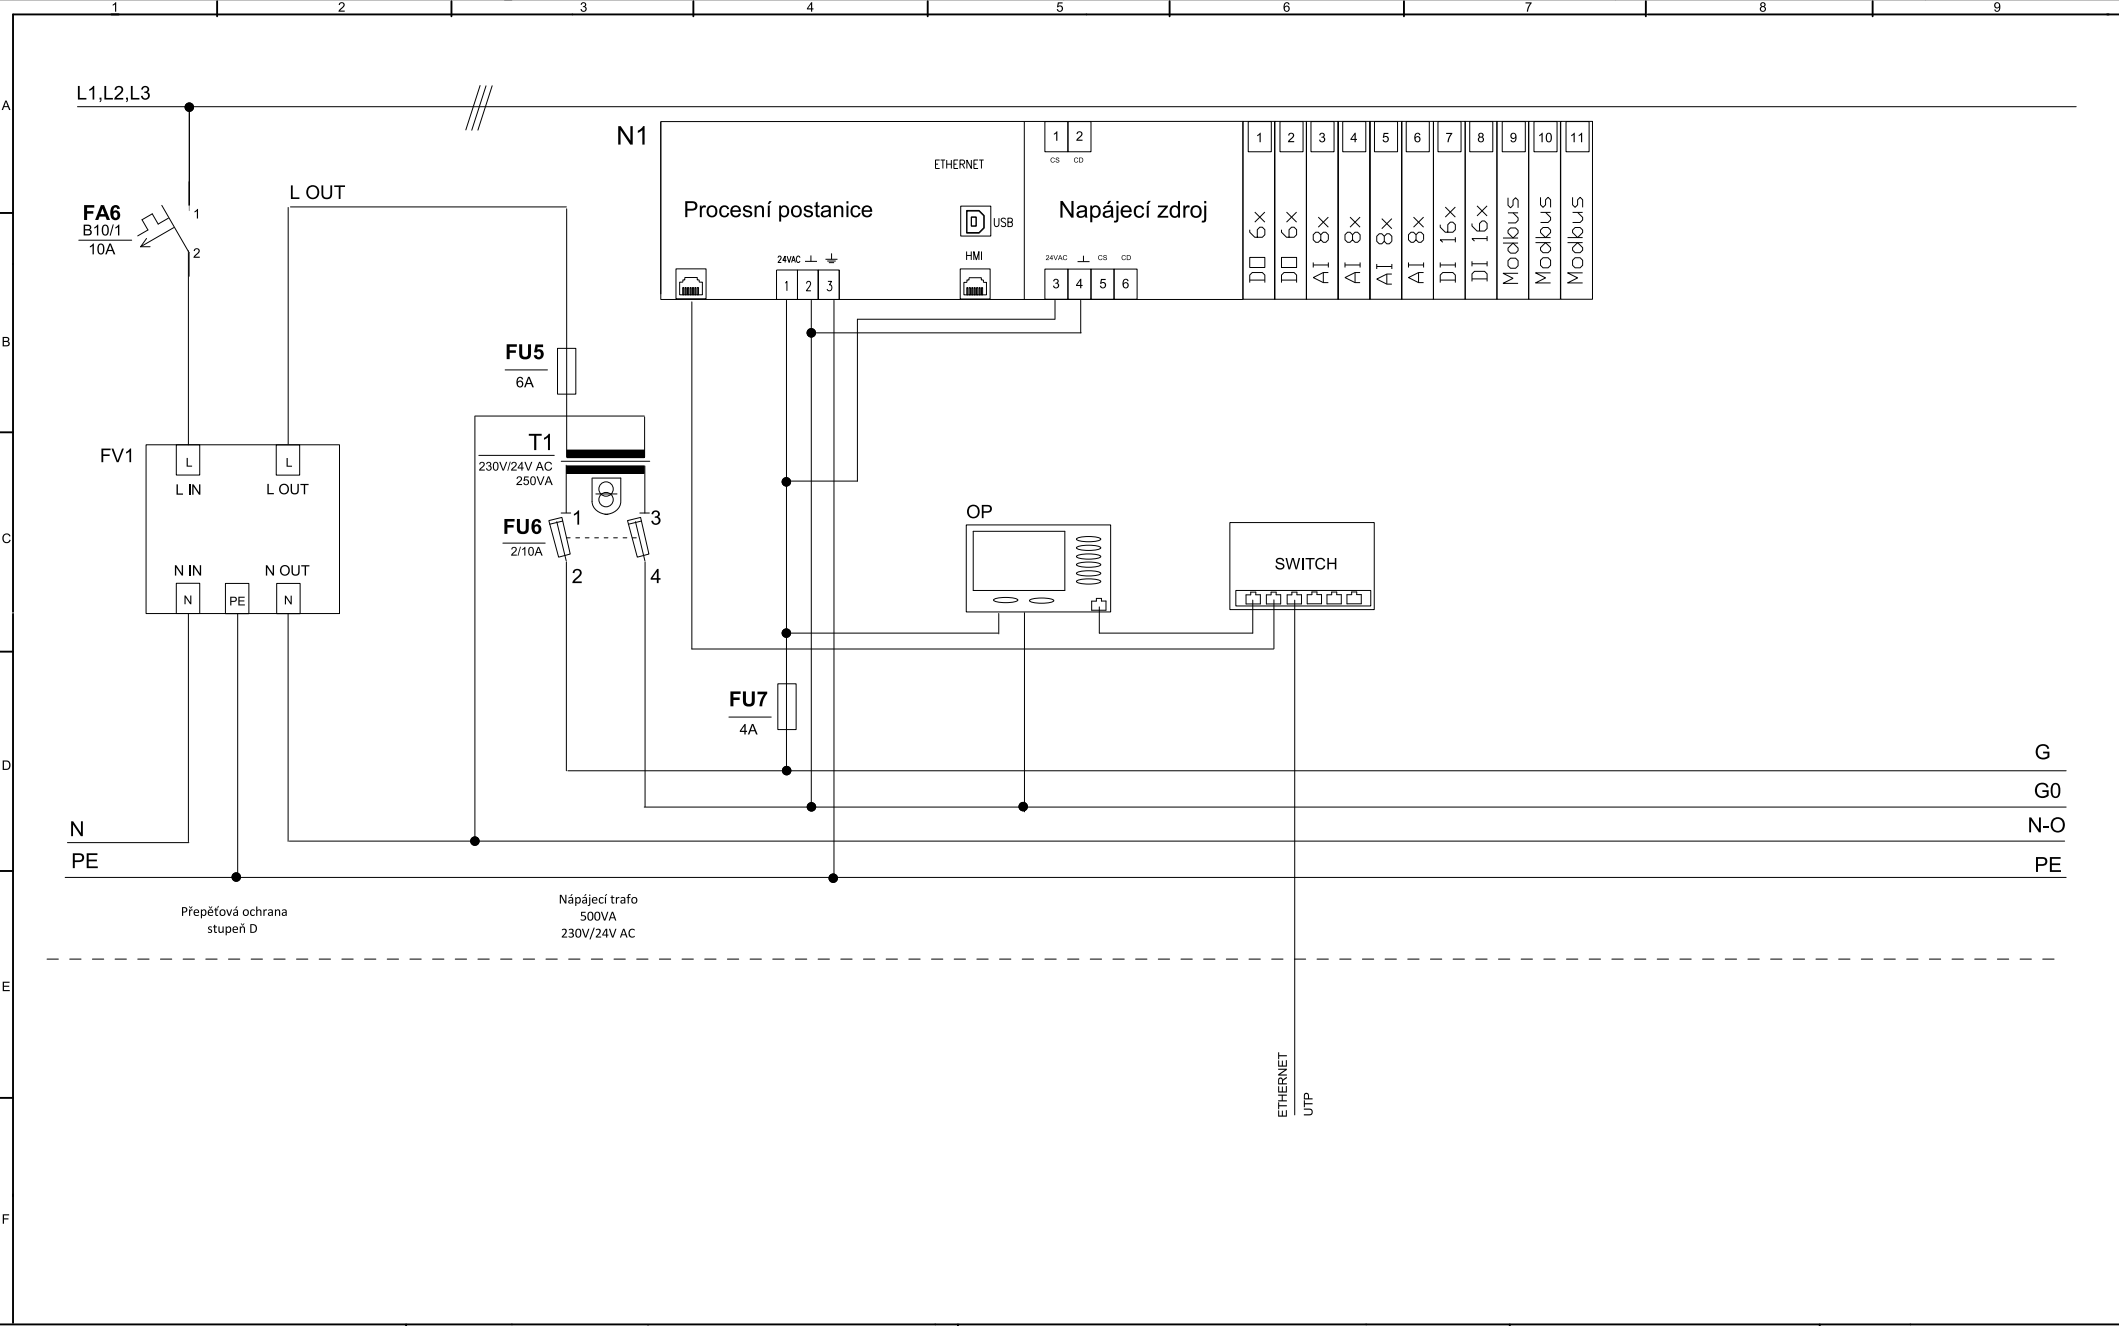 1 2 3 4 5 6 7 8 9
A
B
C
D
E
F
L1,L2,L3
FA6
B10/1
10A
1
2
L OUT
FV1
L
L
L IN
L OUT
N IN
N OUT
N
PE
N
N
PE
Přepěťová ochrana
stupeň D
FU5
6A
T1
230V/24V AC
250VA
FU6
2/10A
1
3
2
4
Nápájecí trafo
500VA
230V/24V AC
N1
Procesní postanice
ETHERNET
USB
HMI
24VAC
1 2 3
1 2
CS CD
Napájecí zdroj
24VAC CS CD
3 4 5 6
1 2 3 4 5 6 7 8 9 10 11
DO 6x
DO 6x
AI 8x
AI 8x
AI 8x
AI 8x
DI 16x
DI 16x
Modbus
Modbus
Modbus
OP
SWITCH
FU7
4A
G
G0
N-O
PE
ETHERNET
UTP